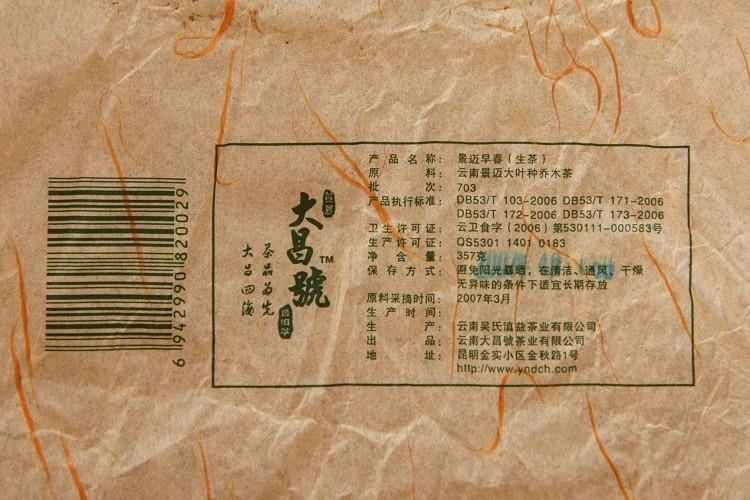 6942990820029
大昌號™
茶品为先
大昌四海
产品名称：景迈早春（生茶）
原料：云南景迈大叶种乔木茶
批次：703
产品执行标准：DB53/T 103-2006 DB53/T 171-2006
DB53/T 172-2006 DB53/T 173-2006
卫生许可证：云卫食字（2006）第530111-000583号
生产许可证：QS5301 1401 0183
净含量：357克
保存方式：避免阳光暴晒，在清洁、通风、干燥
无异味的条件下适宜长期存放
原料采摘时间：2007年3月
生产时间：
生产：云南吴氏滇益茶业有限公司
出品：云南大昌號茶业有限公司
地址：昆明金实小区金秋路1号
http://www.yndch.com